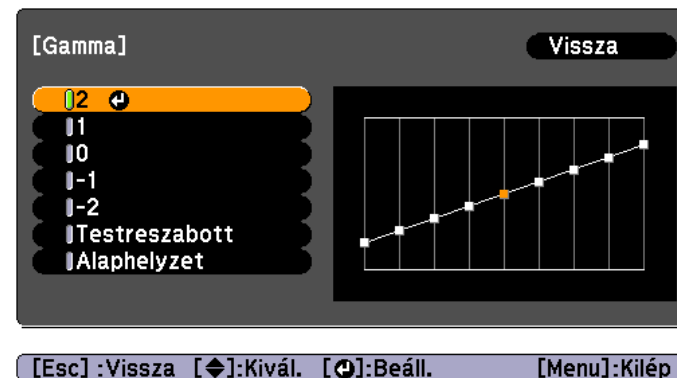 [Gamma]
Vissza
2
1
0
-1
-2
Testreszabott
Alaphelyzet
[Esc] :Vissza [◆]:Kivál. [⏎]:Beáll. [Menu]:Kilép